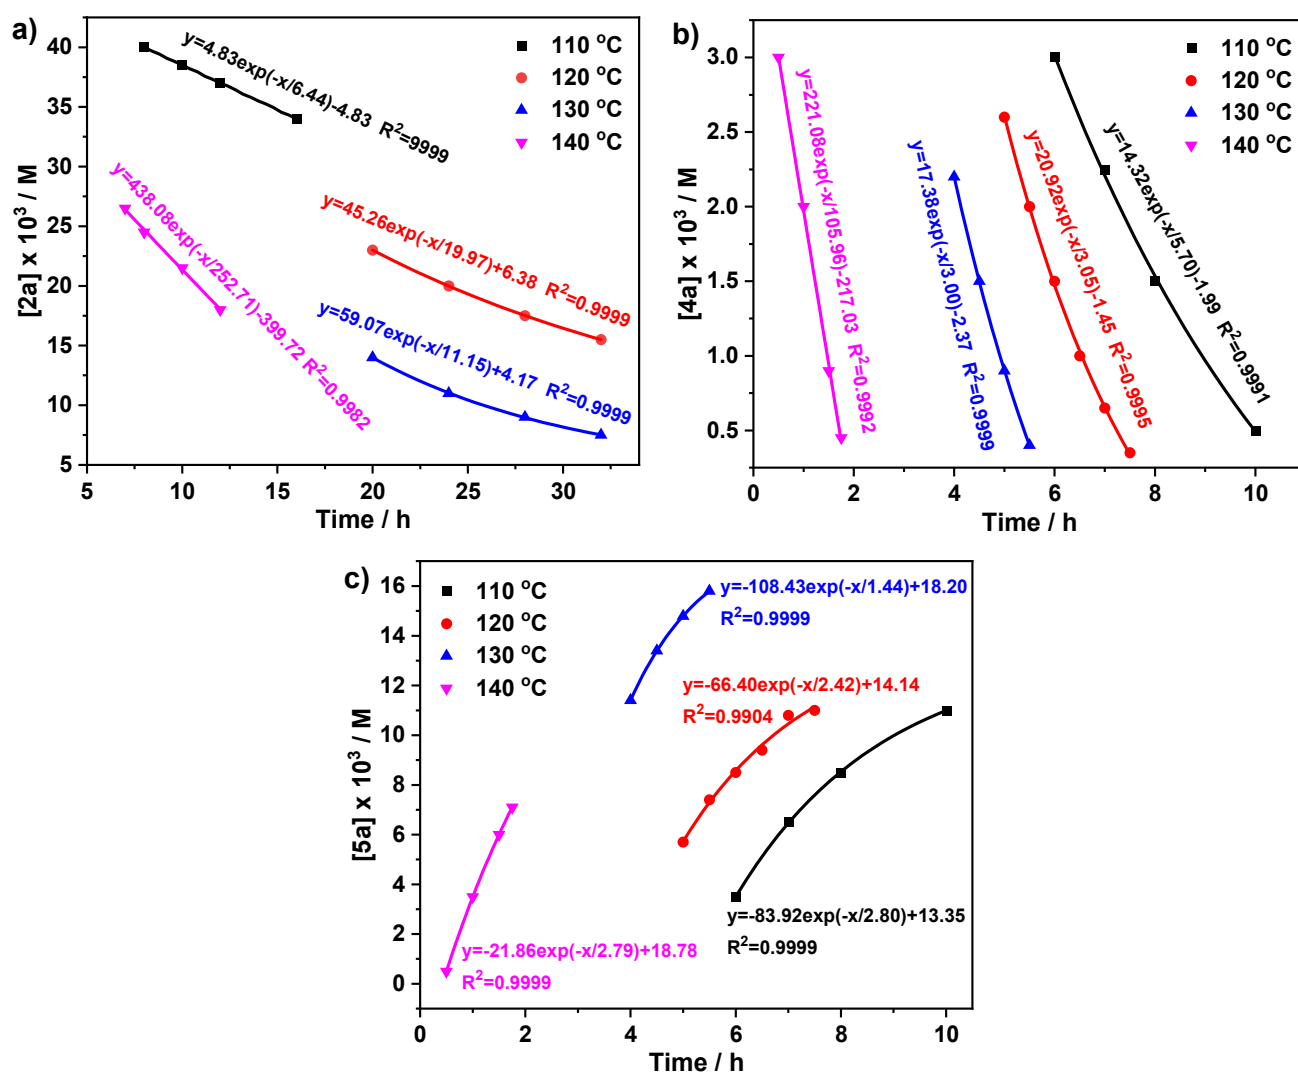 a)
110 °C
120 °C
130 °C
140 °C
y=4.83exp(-x/6.44)-4.83 R²=9999
y=45.26exp(-x/19.97)+6.38 R²=0.9999
y=59.07exp(-x/11.15)+4.17 R²=0.9999
y=438.08exp(-x/252.71)-399.72 R²=0.9982
[2a] x 10³ / M
40
35
30
25
20
15
10
5
5 10 15 20 25 30
Time / h
b)
110 °C
120 °C
130 °C
140 °C
y=221.08exp(-x/105.96)-217.03 R²=0.9992
y=17.38exp(-x/3.00)-2.37 R²=0.9999
y=20.92exp(-x/3.05)-1.45 R²=0.9995
y=14.32exp(-x/5.70)-1.99 R²=0.9991
[4a] x 10³ / M
3.0
2.5
2.0
1.5
1.0
0.5
0 2 4 6 8 10
Time / h
c)
110 °C
120 °C
130 °C
140 °C
y=-108.43exp(-x/1.44)+18.20
R²=0.9999
y=-66.40exp(-x/2.42)+14.14
R²=0.9904
y=-83.92exp(-x/2.80)+13.35
R²=0.9999
y=-21.86exp(-x/2.79)+18.78
R²=0.9999
[5a] x 10³ / M
16
14
12
10
8
6
4
2
0
0 2 4 6 8 10
Time / h